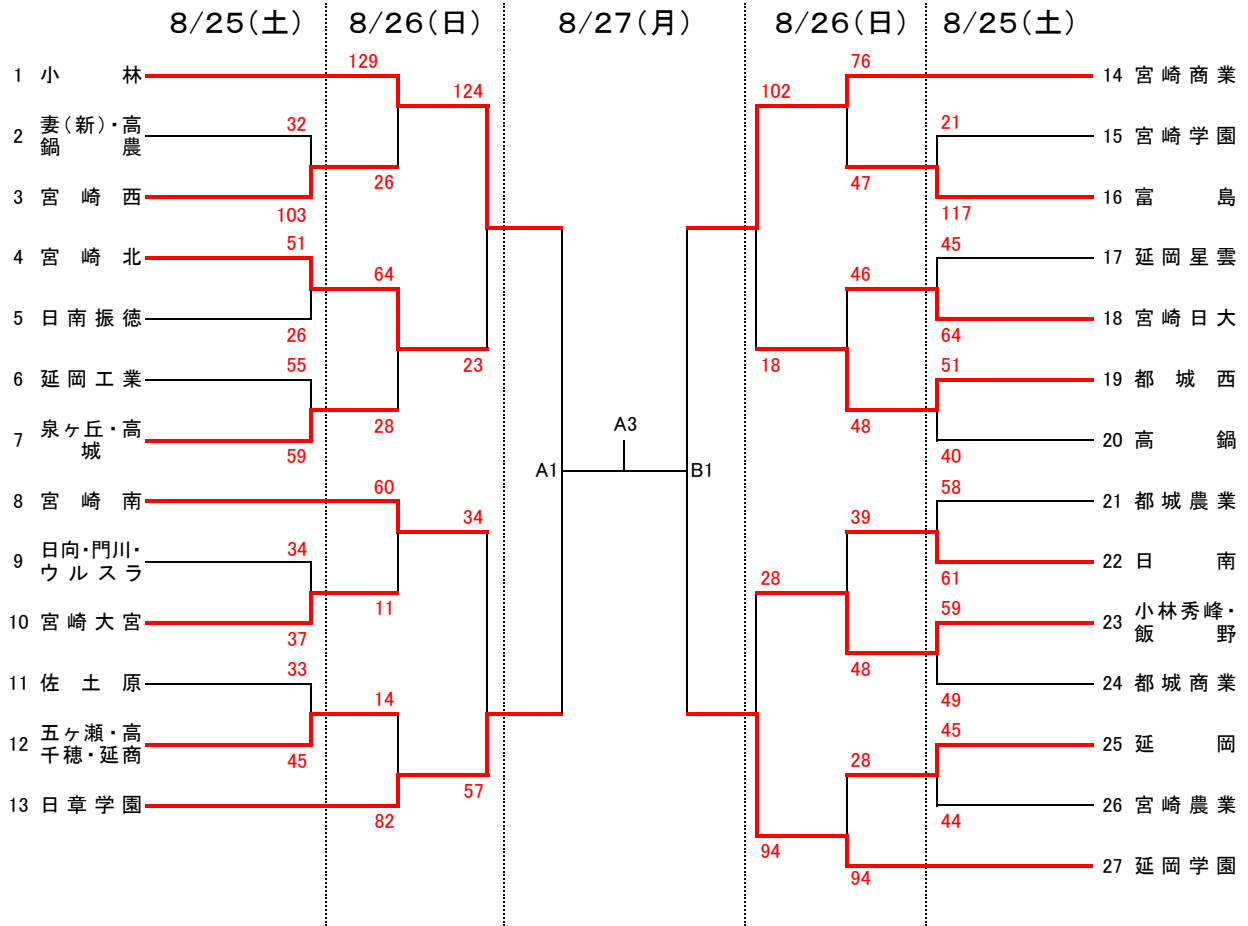 8/25(土) 8/26(日) 8/27(月) 8/26(日) 8/25(土)
1 小林
129
124
2 妻(新)・高
鍋農
32
26
3 宮崎西
103
4 宮崎北
51
64
5 日南振徳
26
23
6 延岡工業
55
28
7 泉ヶ丘・高
城
59
8 宮崎南
60
34
9 日向・門川・
ウルスラ
34
11
10 宮崎大宮
37
11 佐土原
33
14
12 五ヶ瀬・高
千穂・延商
45
57
13 日章学園
82
A1
A3
B1
76
14 宮崎商業
102
21
15 宮崎学園
47
16 富島
117
45
17 延岡星雲
46
18 宮崎日大
64
18
51
19 都城西
48
20 高鍋
40
58
21 都城農業
39
22 日南
61
28
59
23 小林秀峰・
飯野
48
24 都城商業
49
45
25 延岡
28
26 宮崎農業
44
94
27 延岡学園
94